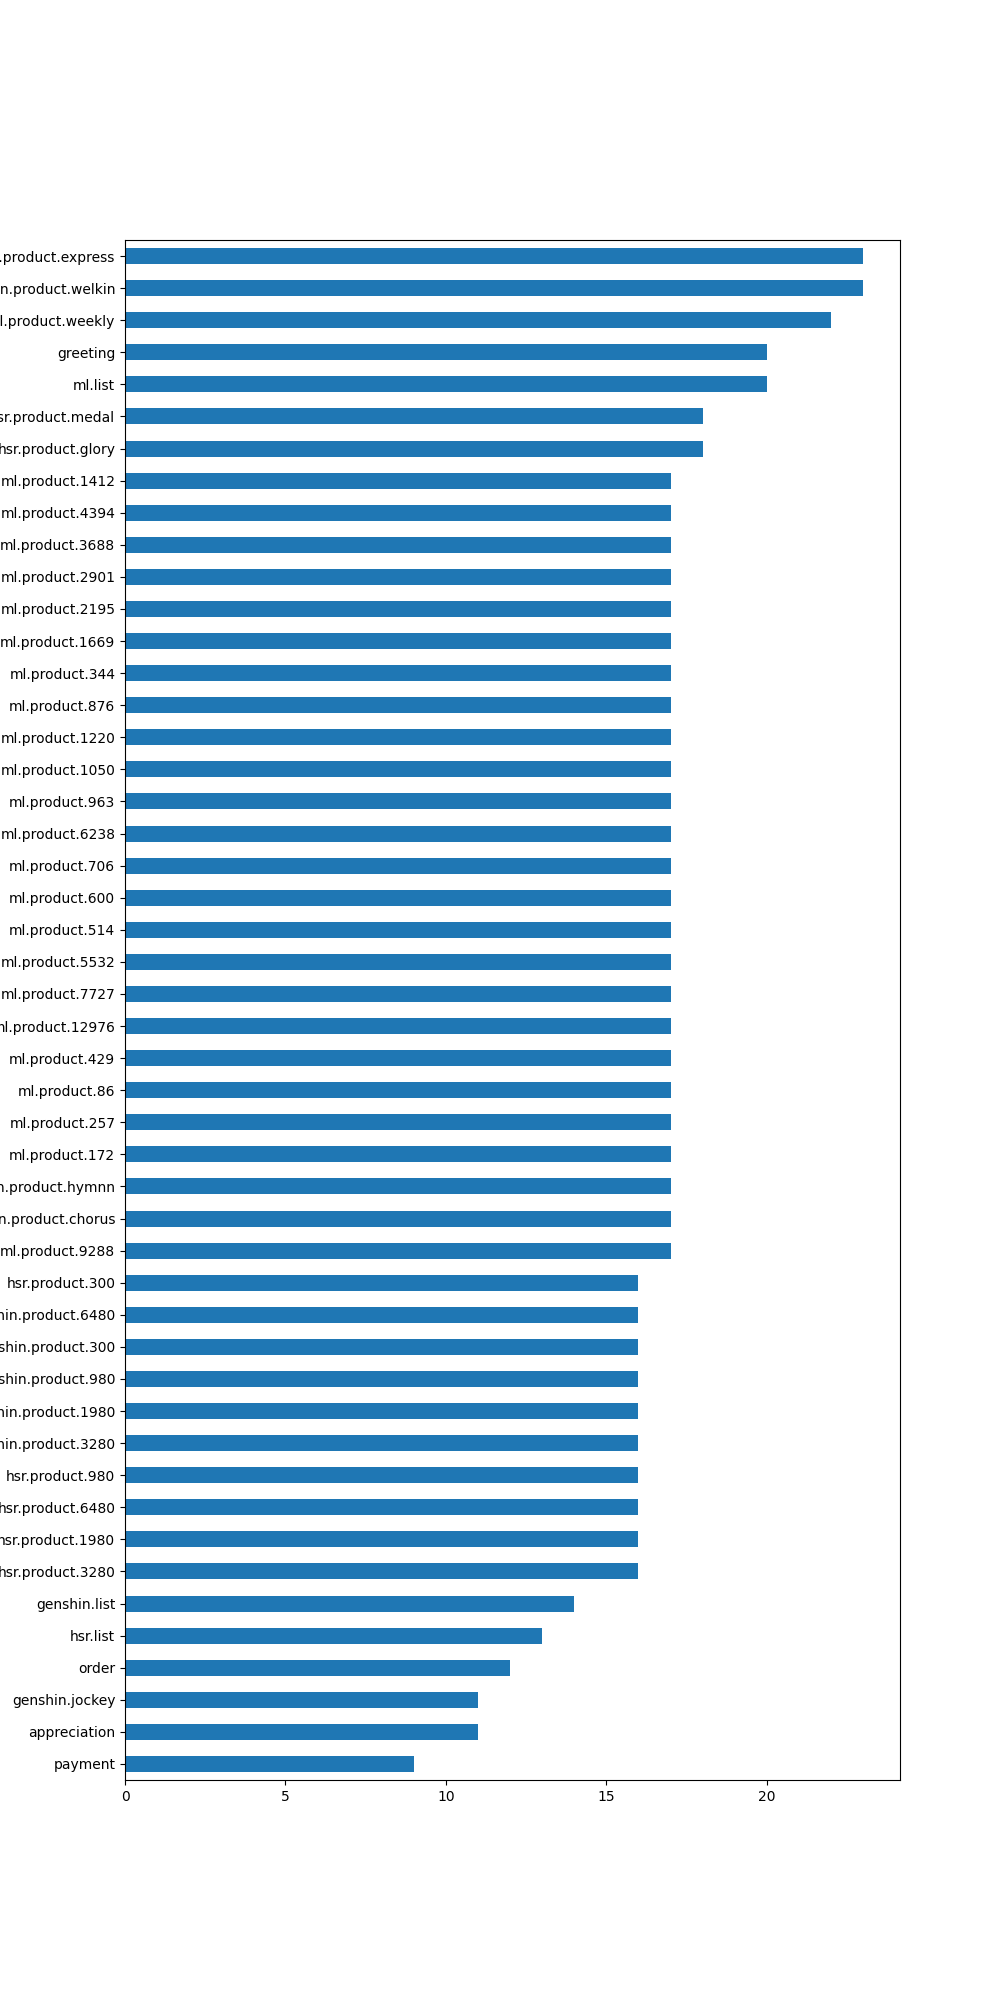 .product.express
n.product.welkin
l.product.weekly
greeting
ml.list
sr.product.medal
hsr.product.glory
ml.product.1412
ml.product.4394
ml.product.3688
ml.product.2901
ml.product.2195
ml.product.1669
ml.product.344
ml.product.876
ml.product.1220
ml.product.1050
ml.product.963
ml.product.6238
ml.product.706
ml.product.600
ml.product.514
ml.product.5532
ml.product.7727
ml.product.12976
ml.product.429
ml.product.86
ml.product.257
ml.product.172
n.product.hymnn
n.product.chorus
ml.product.9288
hsr.product.300
hin.product.6480
shin.product.300
shin.product.980
hin.product.1980
hin.product.3280
hsr.product.980
hsr.product.6480
hsr.product.1980
hsr.product.3280
genshin.list
hsr.list
order
genshin.jockey
appreciation
payment
0 5 10 15 20